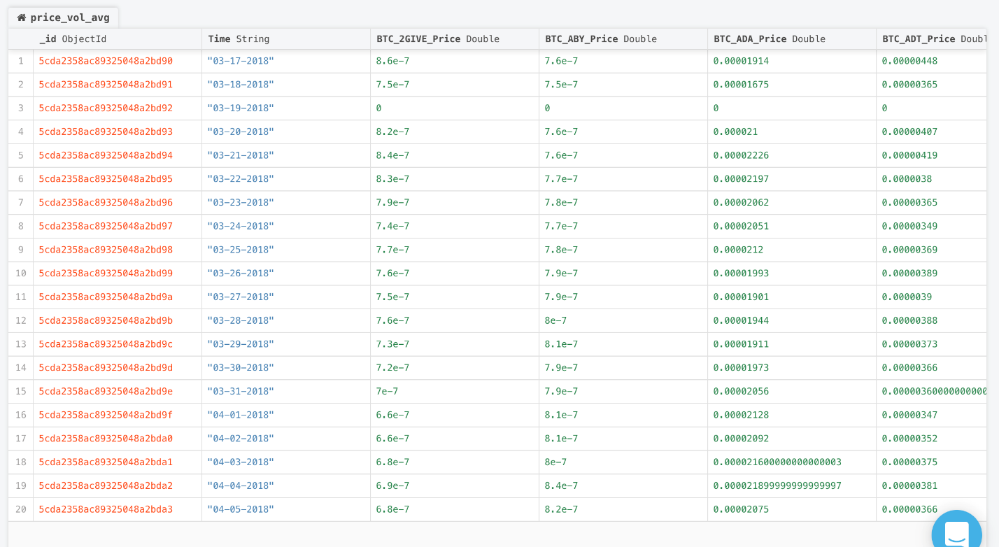 price_vol_avg
_id ObjectId Time String BTC_2GIVE_Price Double BTC_ABY_Price Double BTC_ADA_Price Double BTC_ADT_Price Doubl
1 5cda2358ac89325048a2bd90 "03-17-2018" 8.6e-7 7.6e-7 0.00001914 0.00000448
2 5cda2358ac89325048a2bd91 "03-18-2018" 7.5e-7 7.5e-7 0.00001675 0.00000365
3 5cda2358ac89325048a2bd92 "03-19-2018" 0 0 0 0
4 5cda2358ac89325048a2bd93 "03-20-2018" 8.2e-7 7.6e-7 0.000021 0.00000407
5 5cda2358ac89325048a2bd94 "03-21-2018" 8.4e-7 7.6e-7 0.00002226 0.00000419
6 5cda2358ac89325048a2bd95 "03-22-2018" 8.3e-7 7.7e-7 0.00002197 0.0000038
7 5cda2358ac89325048a2bd96 "03-23-2018" 7.9e-7 7.8e-7 0.00002062 0.00000365
8 5cda2358ac89325048a2bd97 "03-24-2018" 7.4e-7 7.7e-7 0.00002051 0.00000349
9 5cda2358ac89325048a2bd98 "03-25-2018" 7.7e-7 7.8e-7 0.0000212 0.00000369
10 5cda2358ac89325048a2bd99 "03-26-2018" 7.6e-7 7.9e-7 0.00001993 0.00000389
11 5cda2358ac89325048a2bd9a "03-27-2018" 7.5e-7 7.9e-7 0.00001901 0.0000039
12 5cda2358ac89325048a2bd9b "03-28-2018" 7.6e-7 8e-7 0.00001944 0.00000388
13 5cda2358ac89325048a2bd9c "03-29-2018" 7.3e-7 8.1e-7 0.00001911 0.00000373
14 5cda2358ac89325048a2bd9d "03-30-2018" 7.2e-7 7.9e-7 0.00001973 0.00000366
15 5cda2358ac89325048a2bd9e "03-31-2018" 7e-7 7.9e-7 0.00002056 0.00000360000000000
16 5cda2358ac89325048a2bd9f "04-01-2018" 6.6e-7 8.1e-7 0.00002128 0.00000347
17 5cda2358ac89325048a2bda0 "04-02-2018" 6.6e-7 8.1e-7 0.00002092 0.00000352
18 5cda2358ac89325048a2bda1 "04-03-2018" 6.8e-7 8e-7 0.000021600000000000003 0.00000375
19 5cda2358ac89325048a2bda2 "04-04-2018" 6.9e-7 8.4e-7 0.000021899999999999997 0.00000381
20 5cda2358ac89325048a2bda3 "04-05-2018" 6.8e-7 8.2e-7 0.00002075 0.00000366